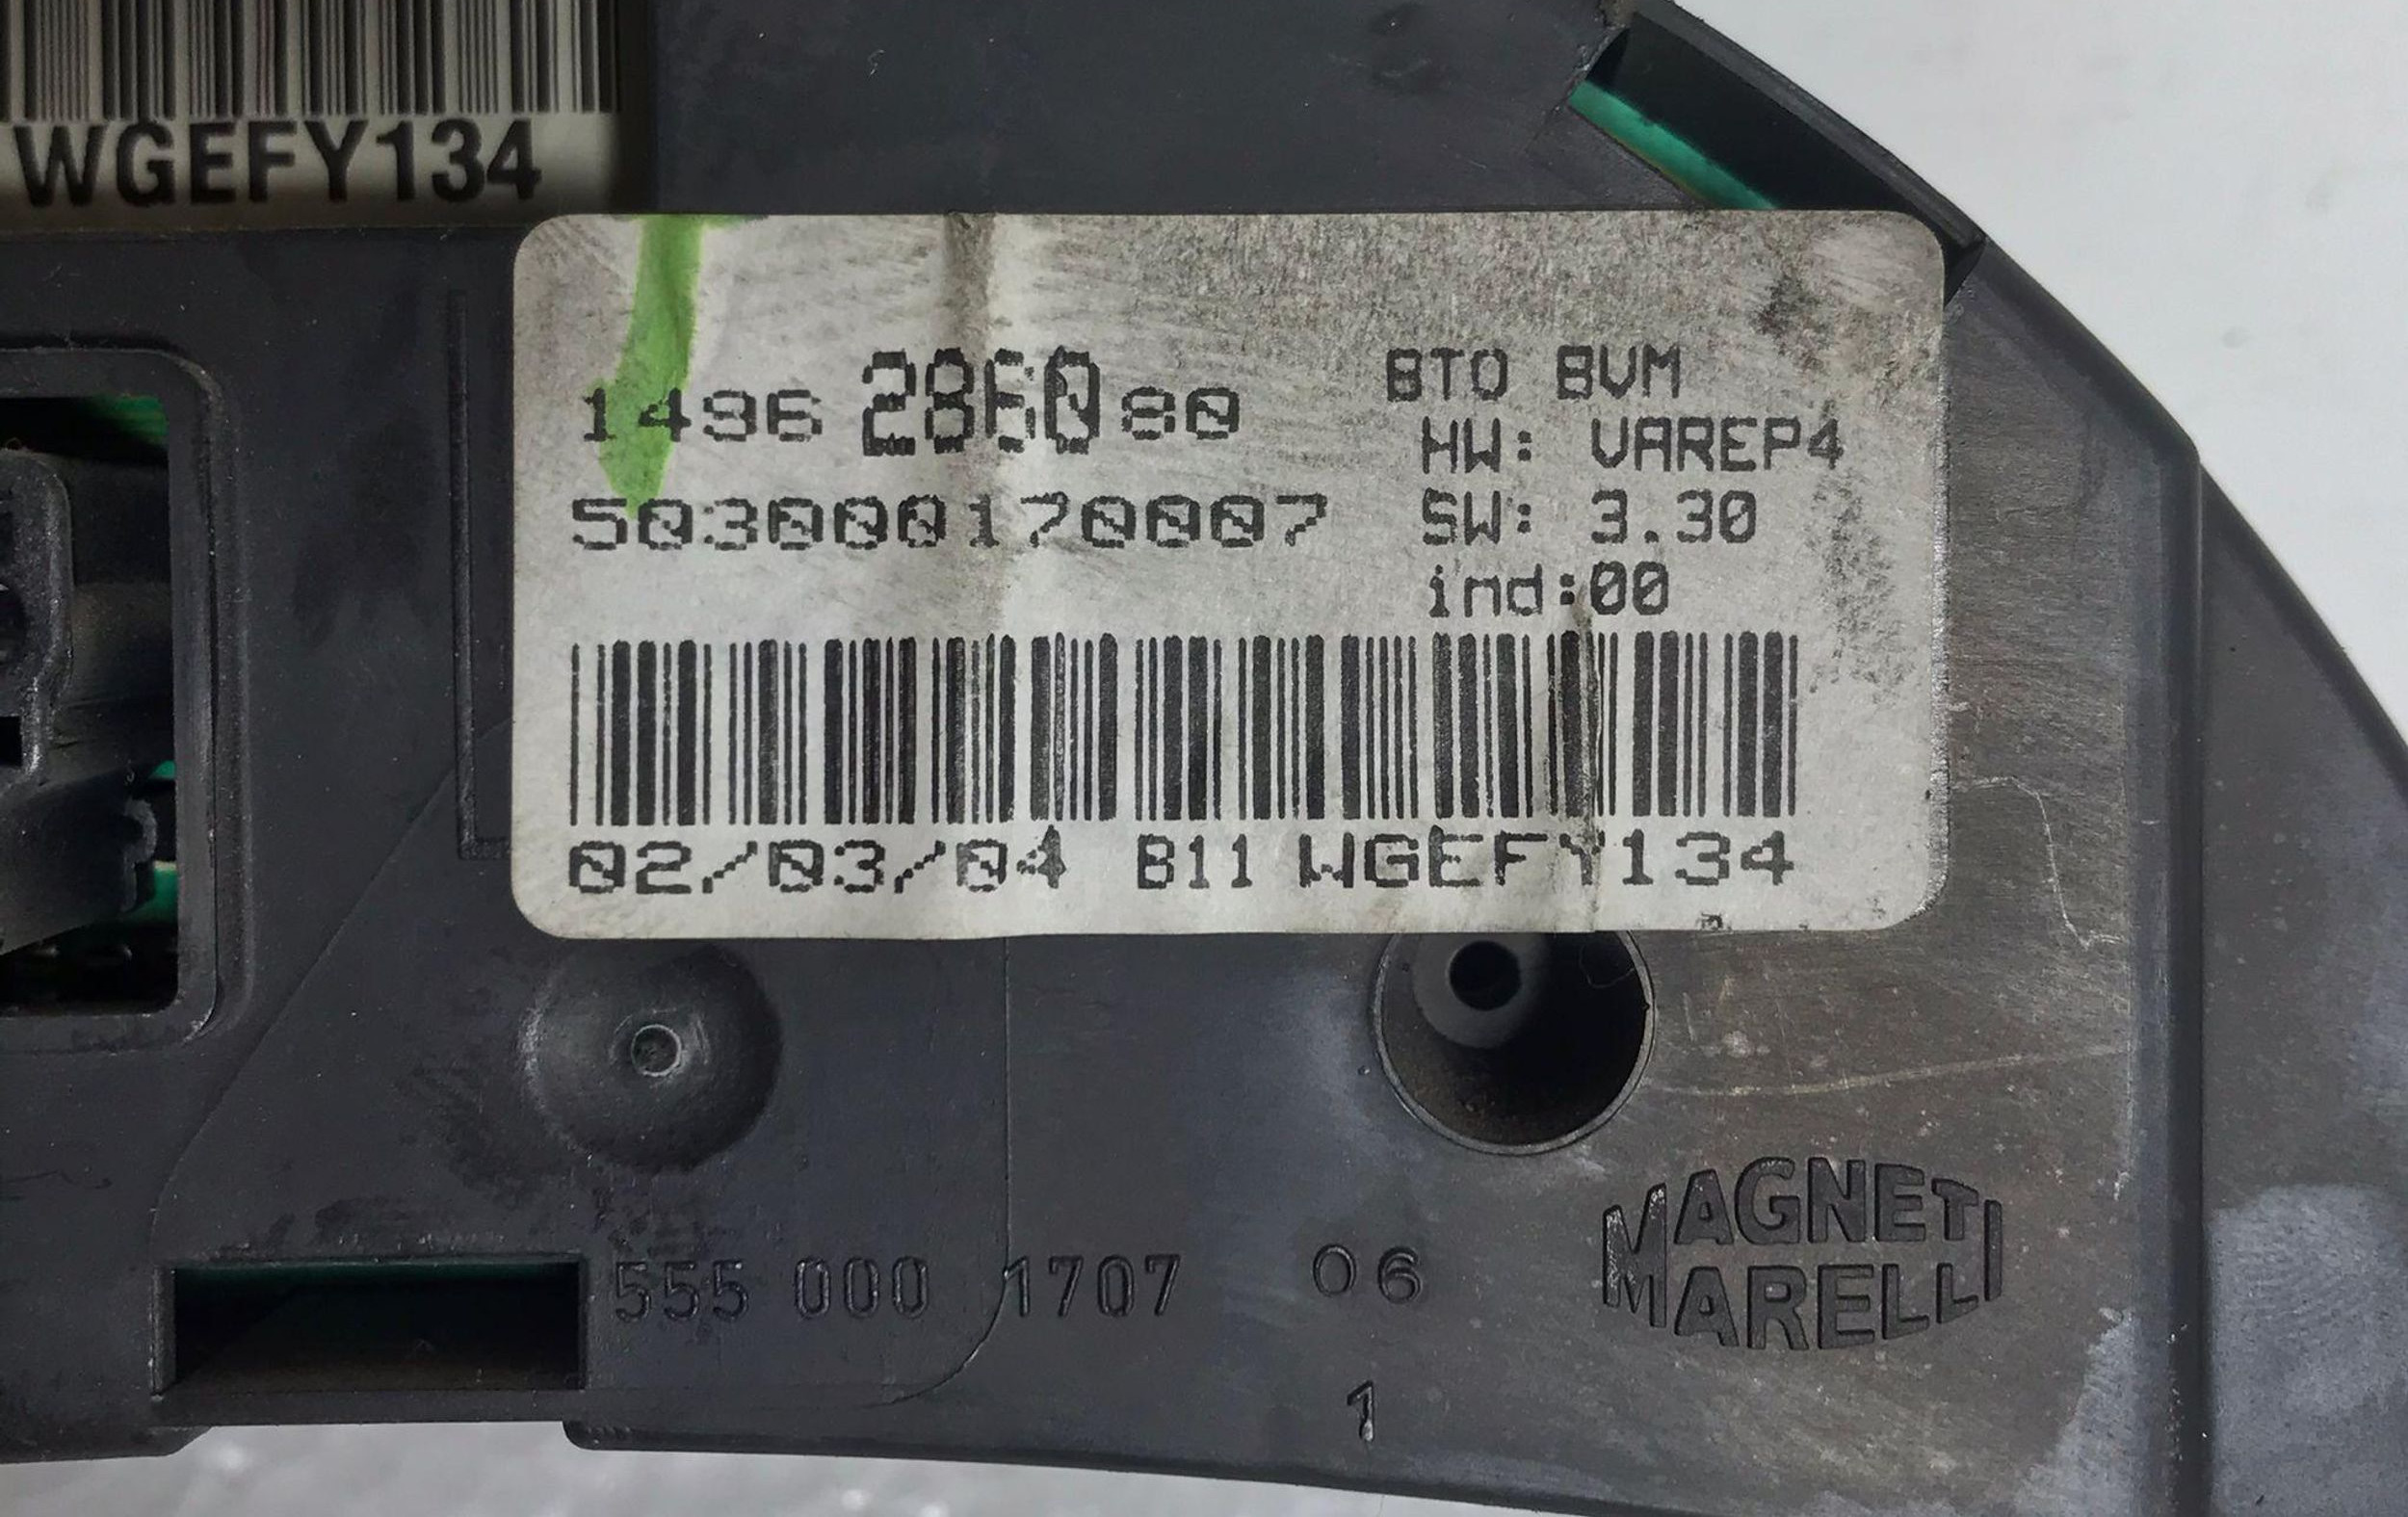 WGEFY134
1496 2860 80
503000170007
BTO BVM
HW: VAREP4
SW: 3.30
ind:00
02/03/04 B11 WGEFY134
555 000 1707 06
1
MAGNETI
MARELLI